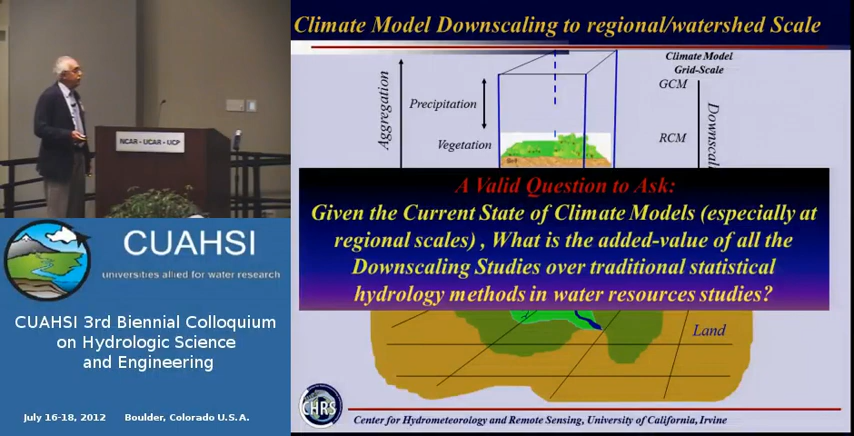 Climate Model Downscaling to regional/watershed Scale
Climate Model
Grid-Scale
GCM
Aggregation
Precipitation
Vegetation
RCM
Downscal
NCAR - UCAR - UCP
A Valid Question to Ask:
Given the Current State of Climate Models (especially at
regional scales) , What is the added-value of all the
Downscaling Studies over traditional statistical
hydrology methods in water resources studies?
Land
CUAHSI
universities allied for water research
CUAHSI 3rd Biennial Colloquium
on Hydrologic Science
and Engineering
July 16-18, 2012 Boulder, Colorado U.S.A.
CHRS
Center for Hydrometeorology and Remote Sensing, University of California, Irvine